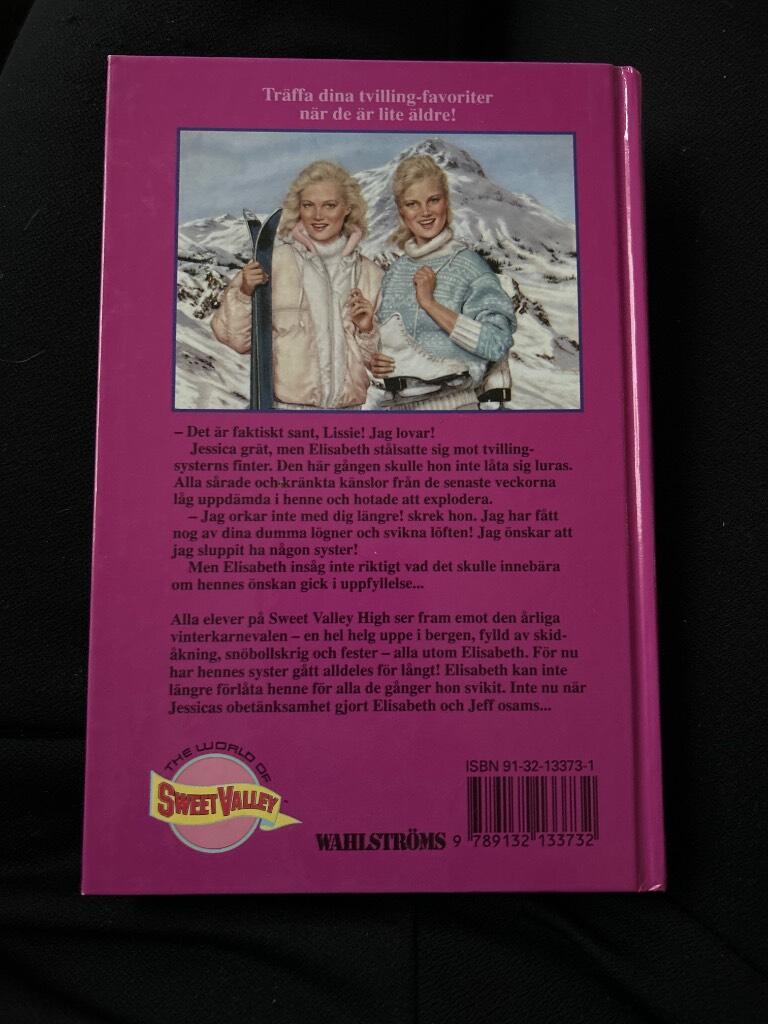 Träffa dina tvilling-favoriter
när de är lite äldre!
– Det är faktiskt sant, Lissie! Jag lovar!
Jessica grät, men Elisabeth stålsatte sig mot tvilling-
systerns finter. Den här gången skulle hon inte låta sig luras.
Alla sårade och kränkta känslor från de senaste veckorna
låg uppdämda i henne och hotade att explodera.
– Jag orkar inte med dig längre! skrek hon. Jag har fått
nog av dina dumma lögner och svikna löften! Jag önskar att
jag sluppit ha någon syster!
Men Elisabeth insåg inte riktigt vad det skulle innebära
om hennes önskan gick i uppfyllelse...
Alla elever på Sweet Valley High ser fram emot den årliga
vinterkarnevalen – en hel helg uppe i bergen, fylld av skid-
åkning, snöbollskrig och fester – alla utom Elisabeth. För nu
har hennes syster gått alldeles för långt! Elisabeth kan inte
längre förlåta henne för alla de gånger hon svikit. Inte nu när
Jessicas obetänksamhet gjort Elisabeth och Jeff osams...
THE WORLD OF
SWEET VALLEY™
WAHLSTRÖMS
ISBN 91-32-13373-1
9 789132 133732